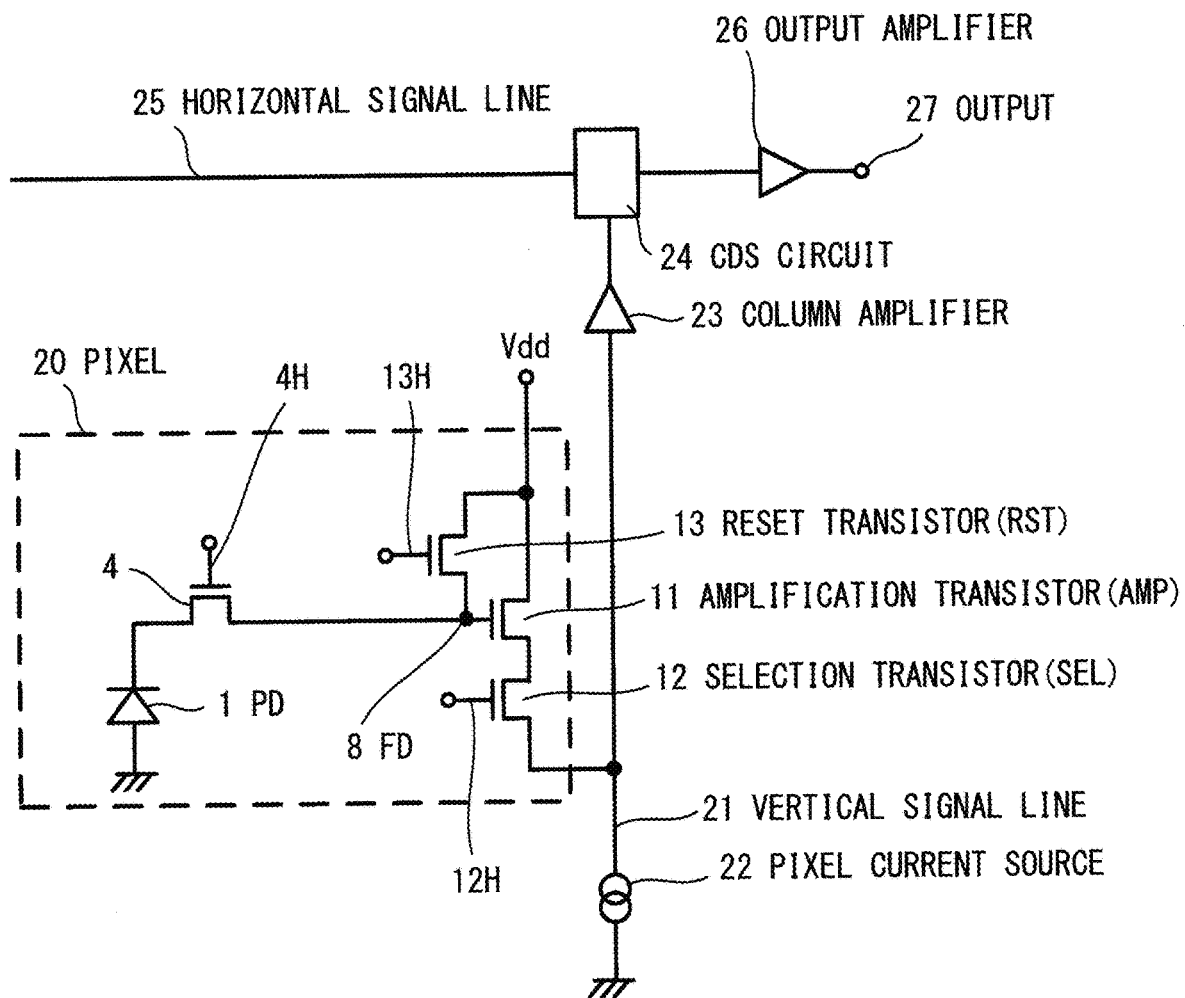 26 OUTPUT AMPLIFIER
25 HORIZONTAL SIGNAL LINE
27 OUTPUT
24 CDS CIRCUIT
23 COLUMN AMPLIFIER
Vdd
20 PIXEL
4H
13H
13 RESET TRANSISTOR(RST)
4
11 AMPLIFICATION TRANSISTOR(AMP)
12 SELECTION TRANSISTOR(SEL)
1 PD
8 FD
21 VERTICAL SIGNAL LINE
22 PIXEL CURRENT SOURCE
12H